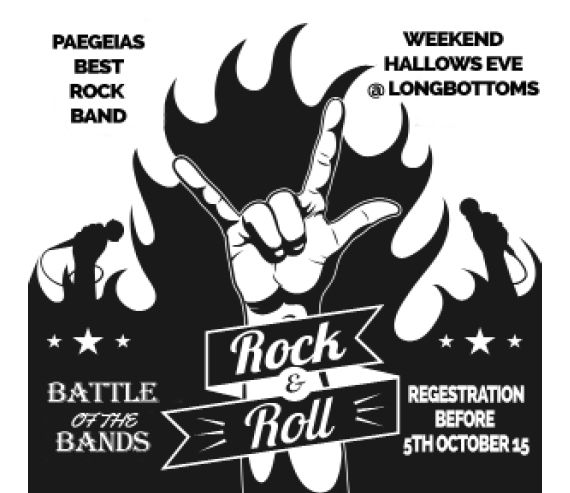 PAEGEIAS
BEST
ROCK
BAND
WEEKEND
HALLOWS EVE
@ LONGBOTTOMS
Rock
&
Roll
BATTLE
OF THE
BANDS
REGESTRATION
BEFORE
5TH OCTOBER 15